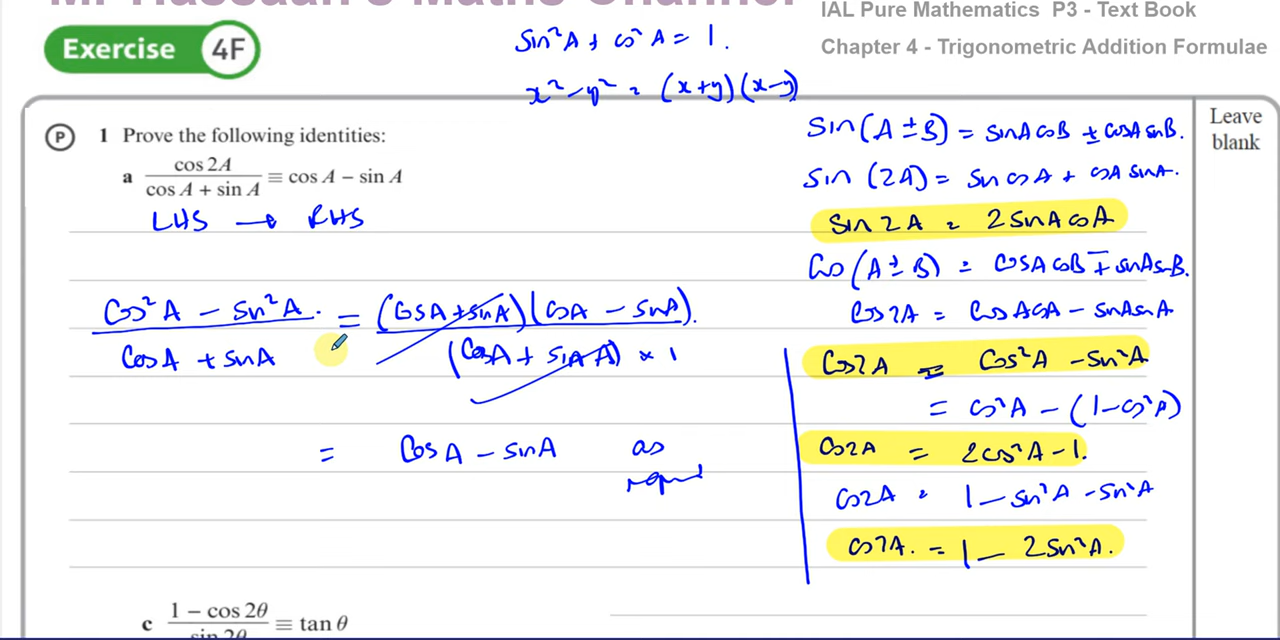 Mr Hassaan's Maths Channel
IAL Pure Mathematics P3 - Text Book
Chapter 4 - Trigonometric Addition Formulae
Exercise 4F
sin²A + cos²A = 1.
x² - y² = (x+y)(x-y)
Leave
blank
P 1 Prove the following identities:
a cos 2A / (cos A + sin A) ≡ cos A − sin A
LHS → RHS
(Cos²A − Sin²A) / (CosA + SinA) = (CosA + sinA)(CosA − sinA) / (CosA + sinA) × 1
= CosA − sinA as
sin(A ± B) = sinA cosB ± cosA sinB.
sin (2A) = sin cosA + cosA sinA.
Sin 2A = 2 sinA cosA
Cos(A ± B) = cosA cosB ∓ sinA sinB.
Cos2A = CosA cosA − sinA sinA
Cos2A = Cos²A − sin²A
= cos²A − (1 − cos²A)
Cos2A = 2cos²A − 1.
cos2A = 1 − sin²A − sin²A
cos2A. = 1 − 2sin²A.
c (1 − cos 2θ) / sin 2θ ≡ tan θ